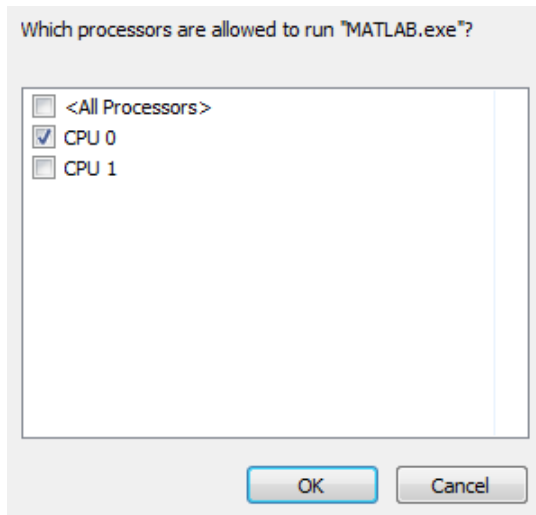 Which processors are allowed to run "MATLAB.exe"?
<All Processors>
CPU 0
CPU 1
OK
Cancel